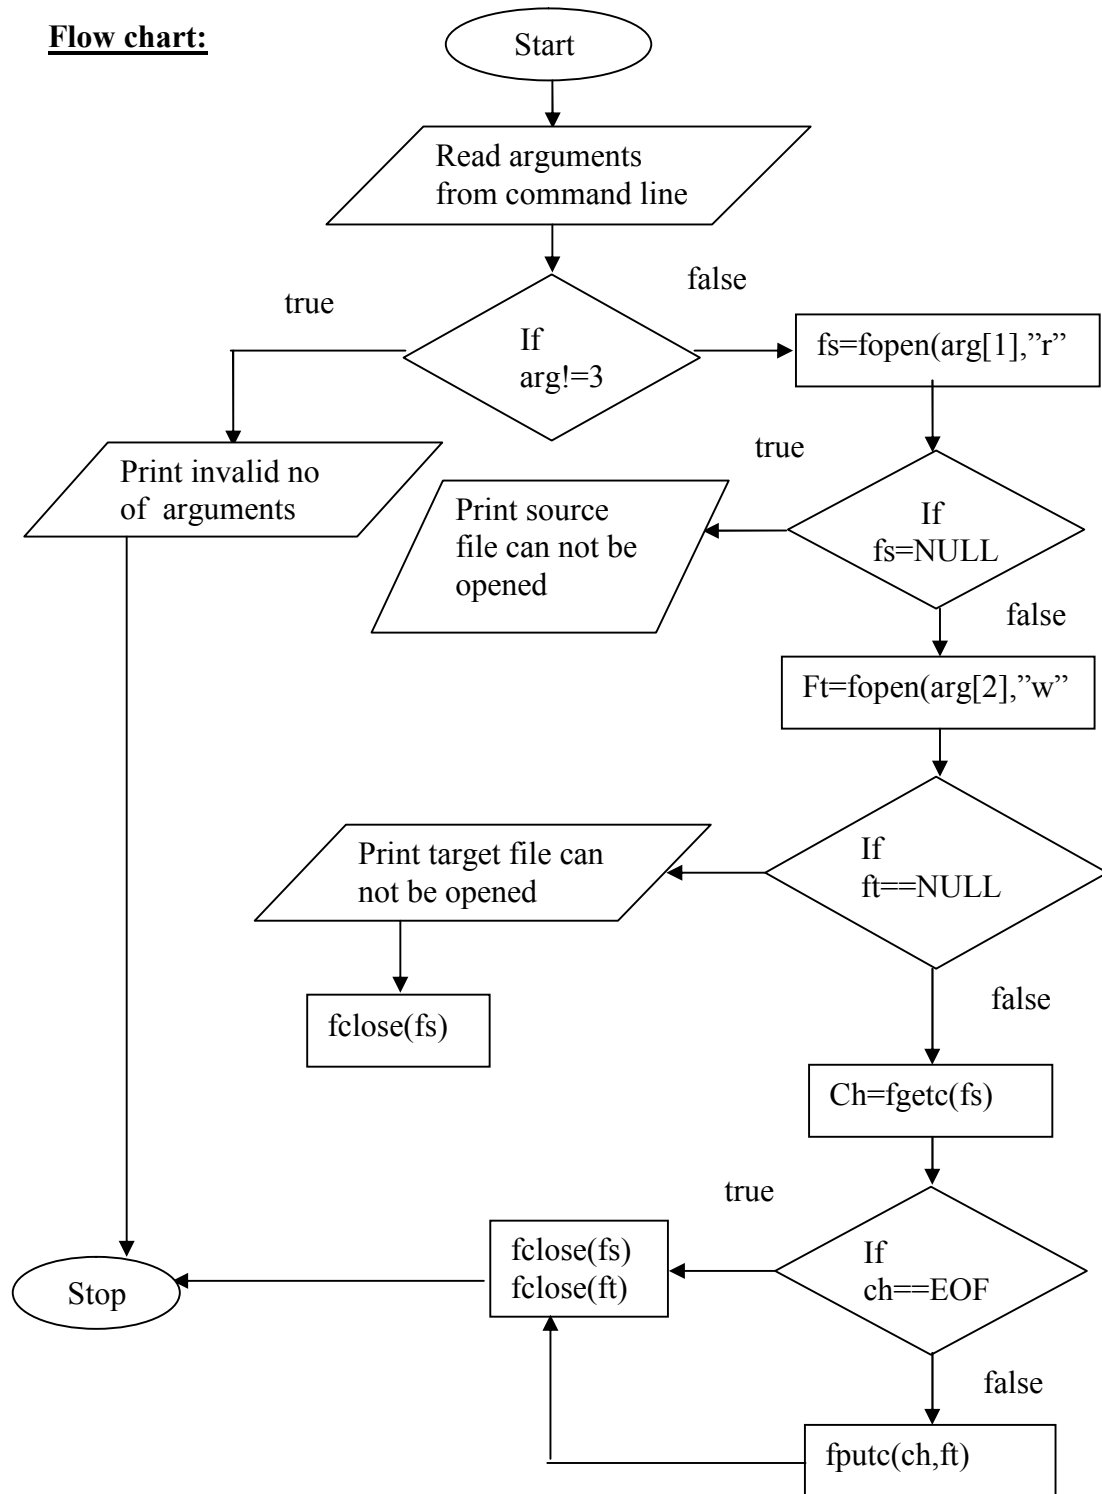 Flow chart:
Start
Read arguments
from command line
true
false
If
arg!=3
fs=fopen(arg[1],”r”
Print invalid no
of  arguments
true
Print source
file can not be
opened
If
fs=NULL
false
Ft=fopen(arg[2],”w”
Print target file can
not be opened
If
ft==NULL
fclose(fs)
false
Ch=fgetc(fs)
true
fclose(fs)
fclose(ft)
If
ch==EOF
Stop
false
fputc(ch,ft)